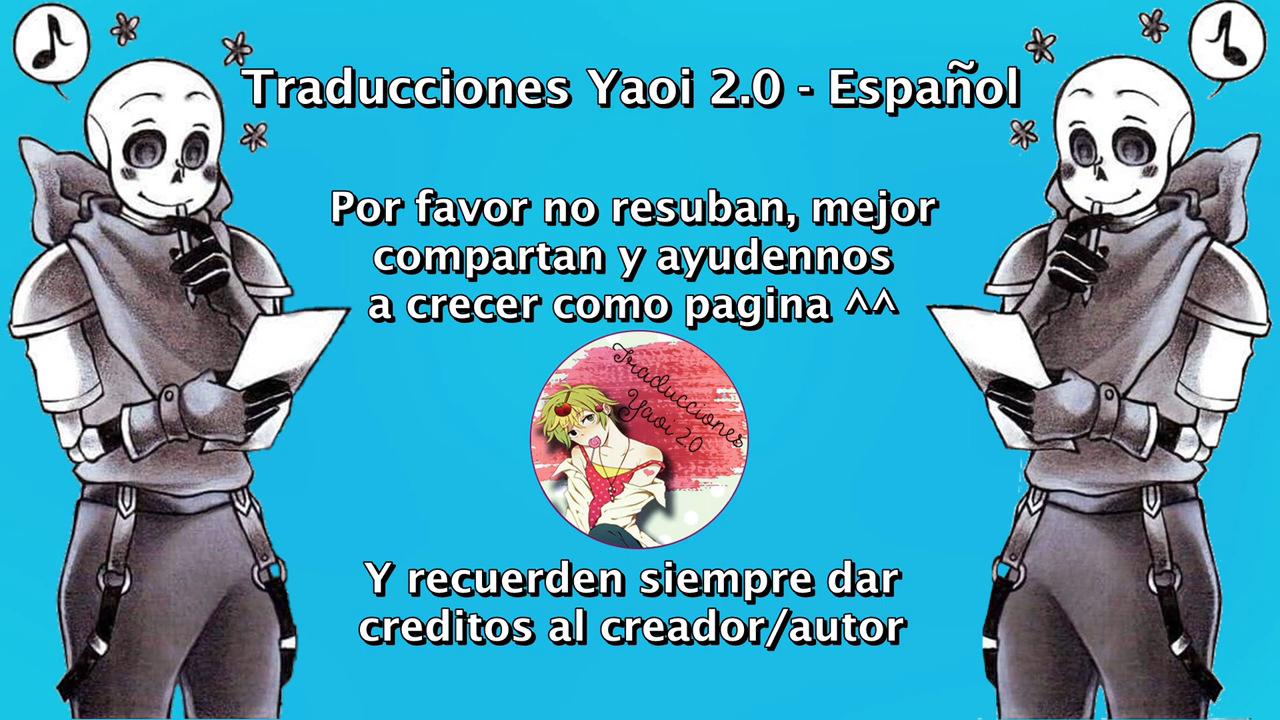 Traducciones Yaoi 2.0 - Español
Por favor no resuban, mejor
compartan y ayudennos
a crecer como pagina ^^
Traducciones
Yaoi 2.0
Y recuerden siempre dar
creditos al creador/autor